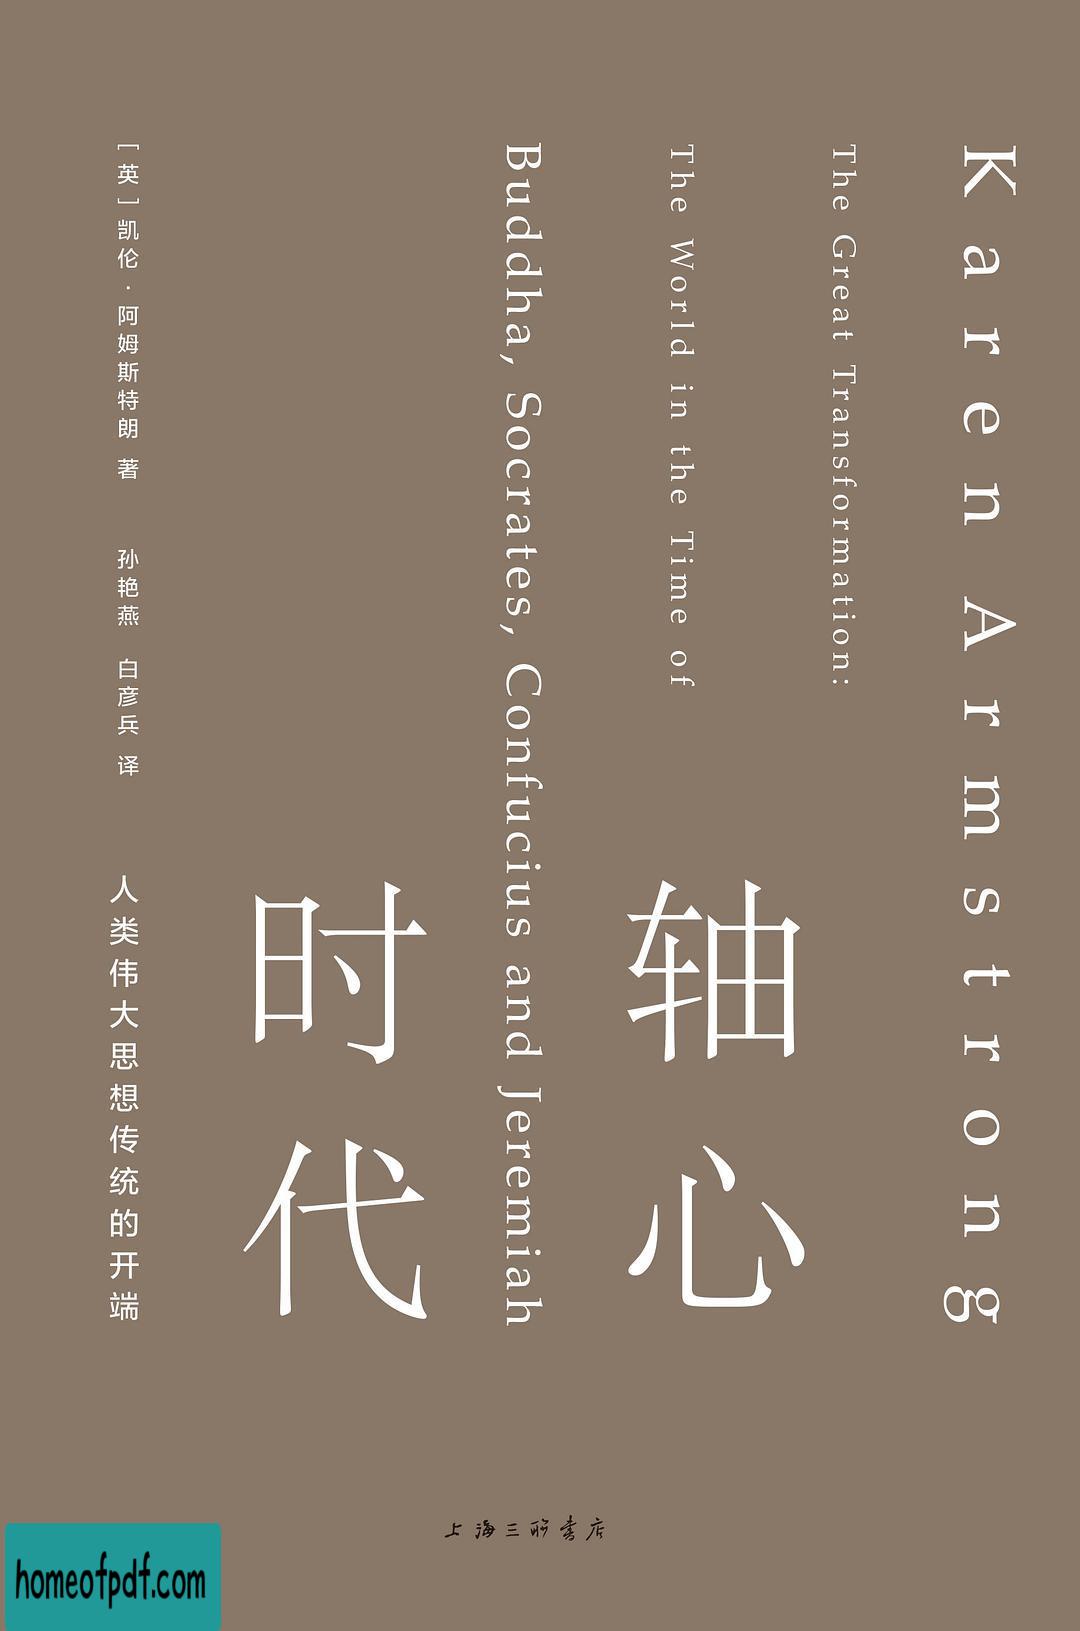 Karen Armstrong
The Great Transformation:
The World in the Time of
Buddha, Socrates, Confucius and Jeremiah
轴心
时代
人类伟大思想传统的开端
［英］凯伦·阿姆斯特朗 著
孙艳燕 白彦兵 译
上海三联书店
homeofpdf.com